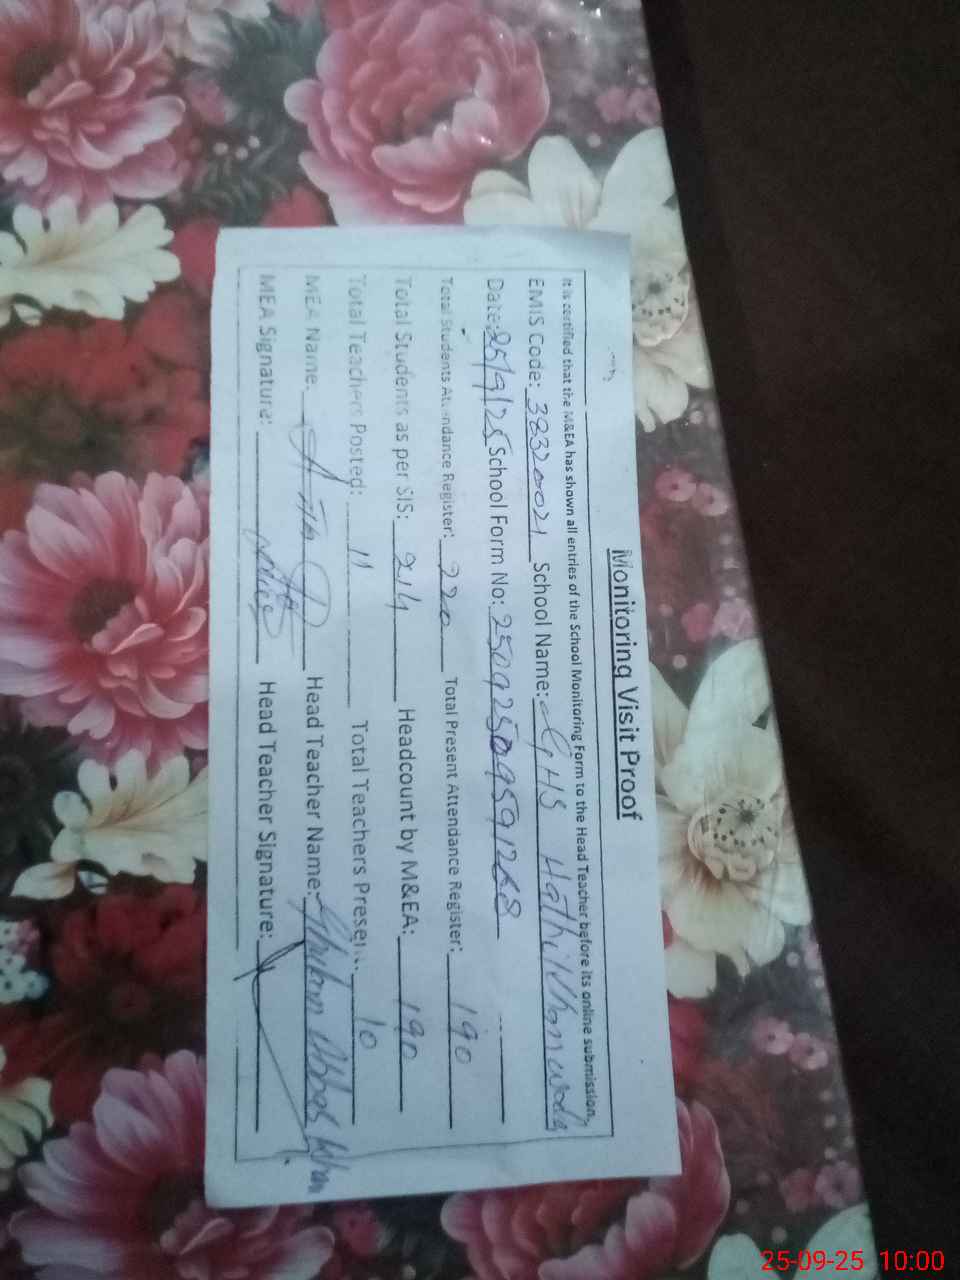 Monitoring Visit Proof
It is certified that the M&EA has shown all entries of the School Monitoring Form to the Head Teacher before its online submission,
EMIS Code: 38320021 School Name: GHS Hathikhan wala
Date: 25/9/25 School Form No: 25092509591268
Total Students Attendance Register: 220 Total Present Attendance Register: 190
Total Students as per SIS: 214 Headcount by M&EA: 190
Total Teachers Posted: 11 Total Teachers Present: 10
MEA Name: Head Teacher Name: Abbas Khan
MEA Signature: Head Teacher Signature:
25-09-25 10:00